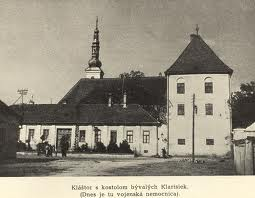 Kláštor s kostolom bývalých Klarisiek.
(Dnes je tu vojenská nemocnica).